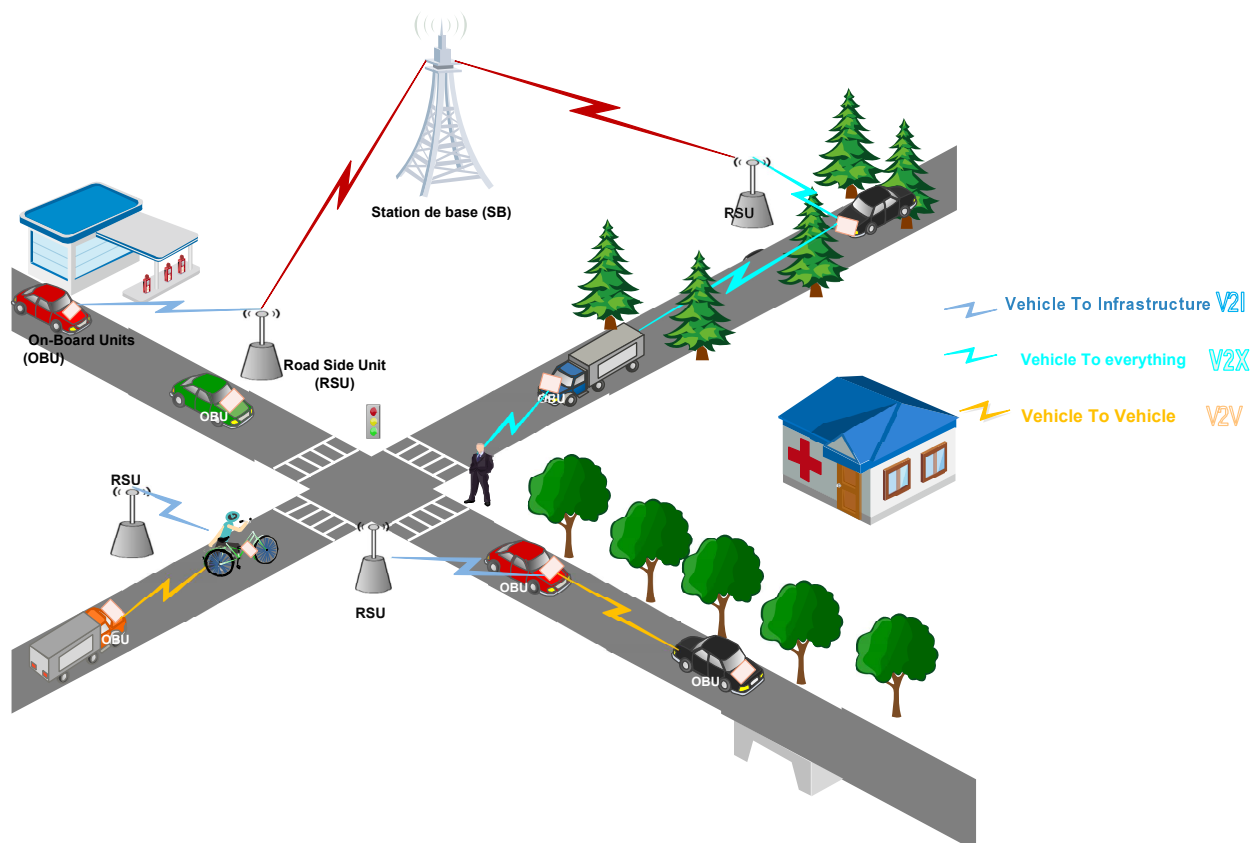 Station de base (SB)
RSU
On-Board Units
(OBU)
Road Side Unit
(RSU)
OBU
OBU
Vehicle To Infrastructure V2I
Vehicle To everything V2X
Vehicle To Vehicle V2V
RSU
OBU
RSU
OBU
OBU